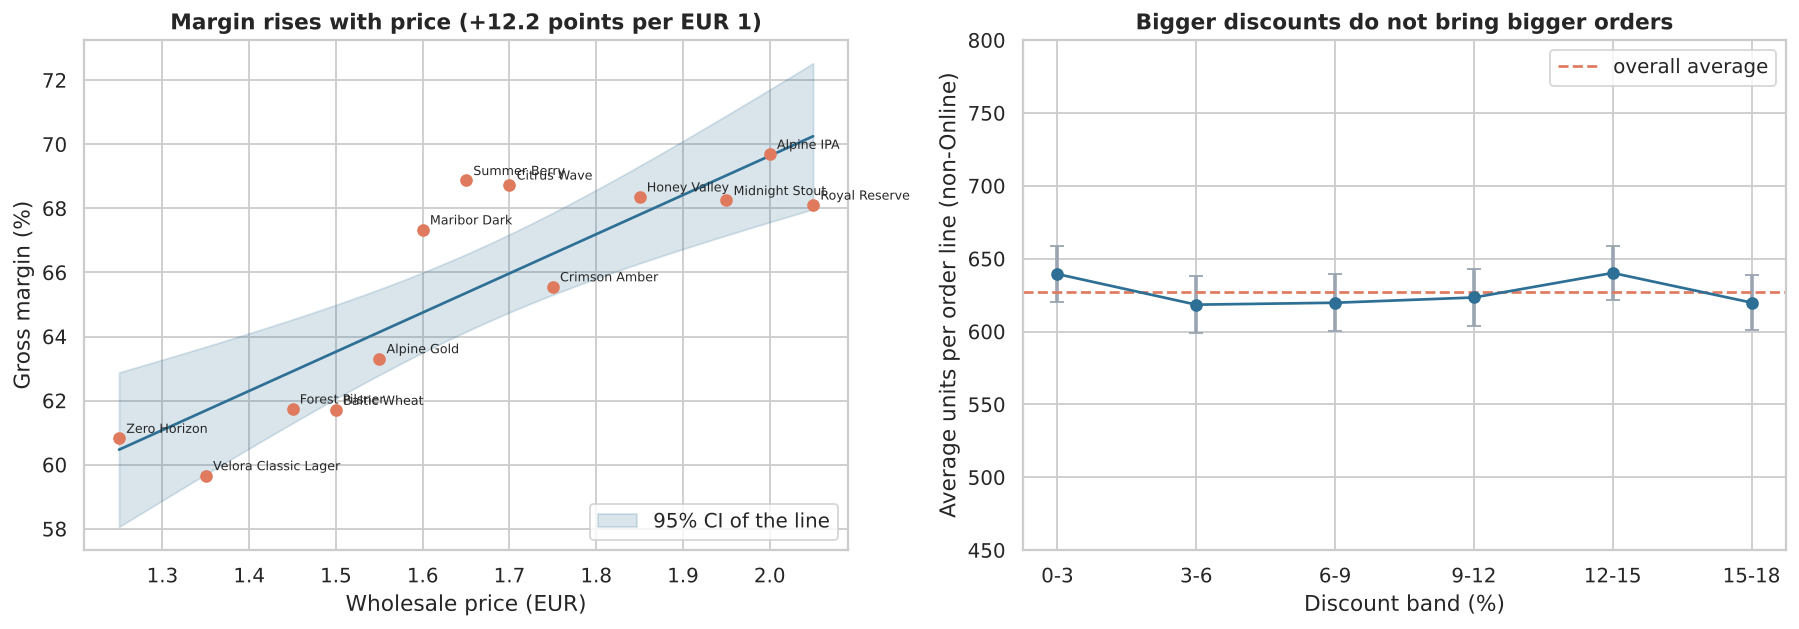 Margin rises with price (+12.2 points per EUR 1)
Gross margin (%)
72
70
68
66
64
62
60
58
Alpine IPA
Summer Berry
Citrus Wave
Honey Valley
Midnight Stout
Royal Reserve
Maribor Dark
Crimson Amber
Alpine Gold
Forest Pilsner
Baltic Wheat
Zero Horizon
Velora Classic Lager
95% CI of the line
1.3 1.4 1.5 1.6 1.7 1.8 1.9 2.0
Wholesale price (EUR)
Bigger discounts do not bring bigger orders
Average units per order line (non-Online)
800
750
700
650
600
550
500
450
overall average
0-3 3-6 6-9 9-12 12-15 15-18
Discount band (%)